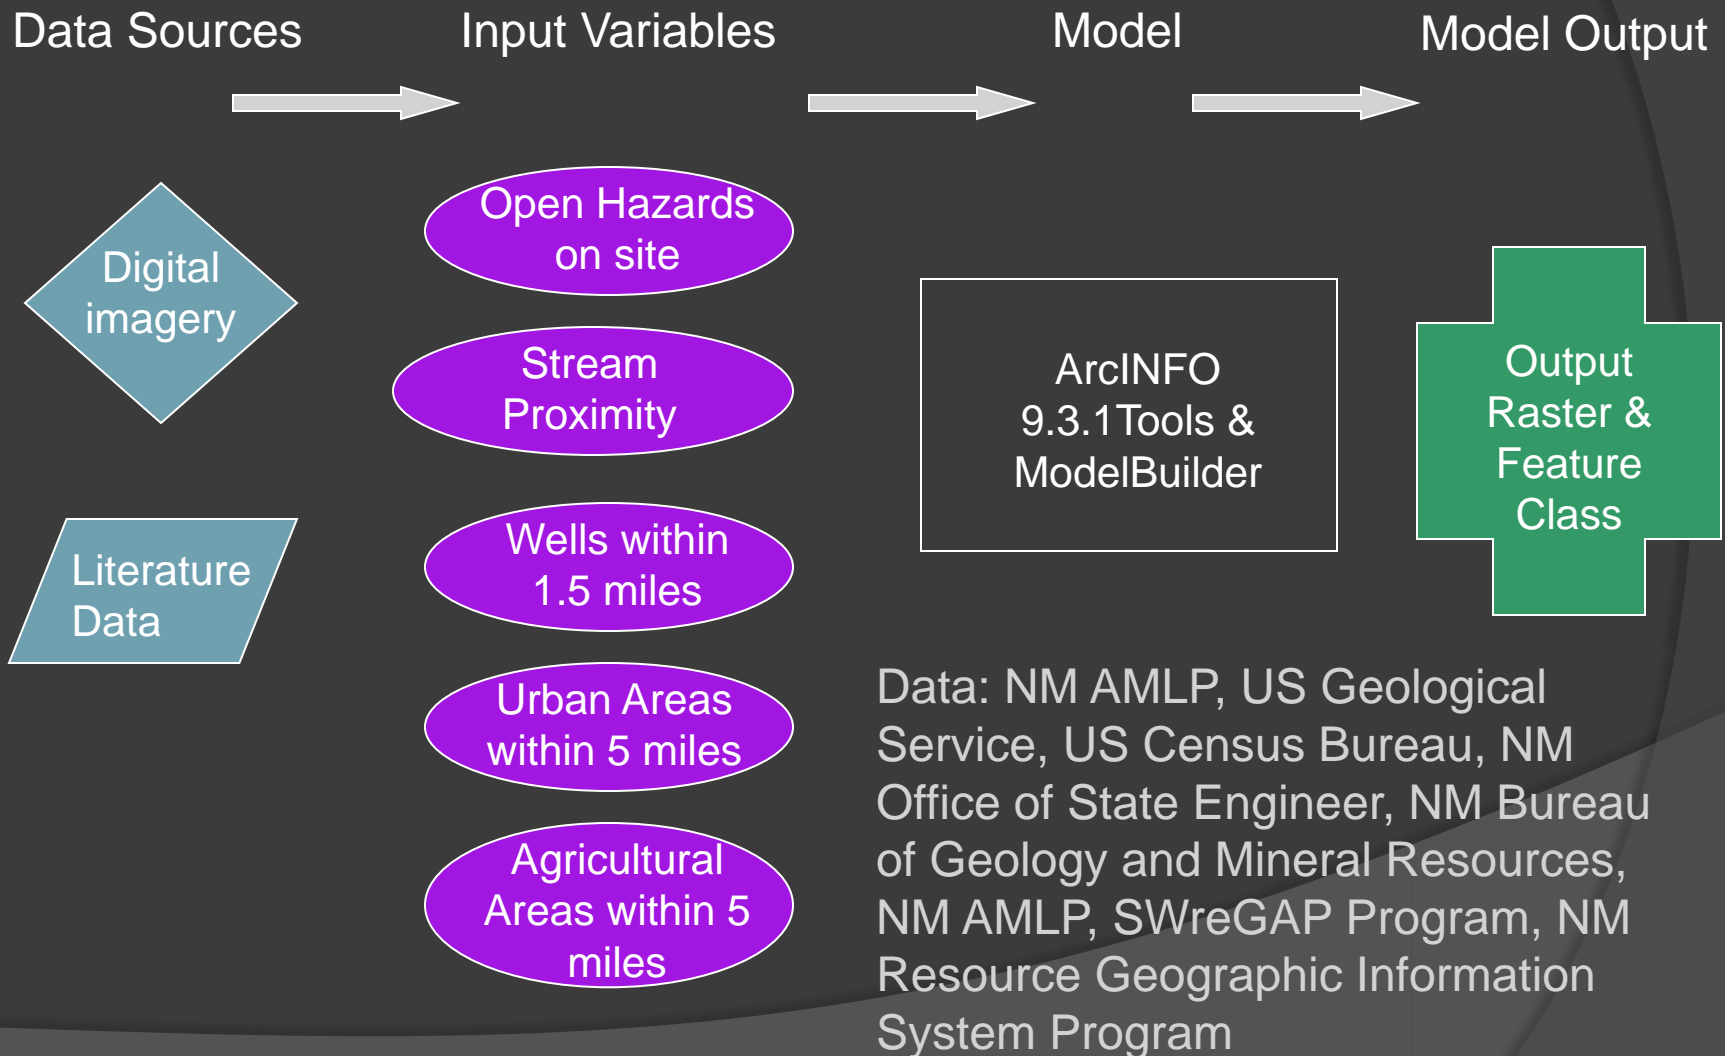 Data Sources
Input Variables
Model
Model Output
Digital
imagery
Literature
Data
Open Hazards
on site
Stream
Proximity
Wells within
1.5 miles
Urban Areas
within 5 miles
Agricultural
Areas within 5
miles
ArcINFO
9.3.1Tools &
ModelBuilder
Output
Raster &
Feature
Class
Data: NM AMLP, US Geological
Service, US Census Bureau, NM
Office of State Engineer, NM Bureau
of Geology and Mineral Resources,
NM AMLP, SWreGAP Program, NM
Resource Geographic Information
System Program